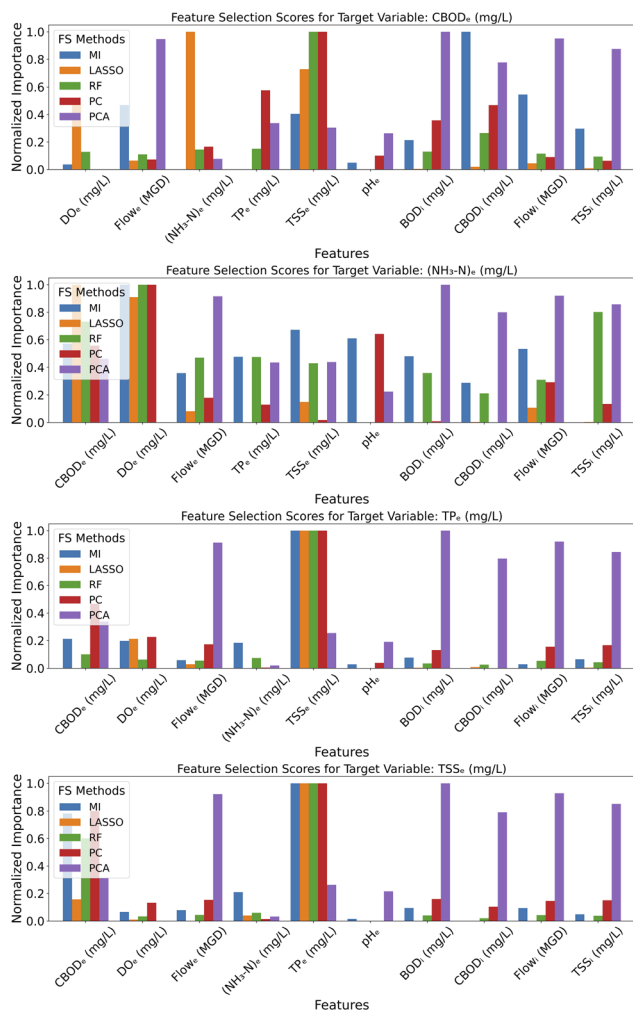 Feature Selection Scores for Target Variable: CBODₑ (mg/L)
Normalized Importance
1.0
0.8
0.6
0.4
0.2
0.0
FS Methods
MI
LASSO
RF
PC
PCA
DOₑ (mg/L)
Flowₑ (MGD)
(NH₃-N)ₑ (mg/L)
TPₑ (mg/L)
TSSₑ (mg/L)
pHₑ
BODᵢ (mg/L)
CBODᵢ (mg/L)
Flowᵢ (MGD)
TSSᵢ (mg/L)
Features
Feature Selection Scores for Target Variable: (NH₃-N)ₑ (mg/L)
Normalized Importance
1.0
0.8
0.6
0.4
0.2
0.0
FS Methods
MI
LASSO
RF
PC
PCA
CBODₑ (mg/L)
DOₑ (mg/L)
Flowₑ (MGD)
TPₑ (mg/L)
TSSₑ (mg/L)
pHₑ
BODᵢ (mg/L)
CBODᵢ (mg/L)
Flowᵢ (MGD)
TSSᵢ (mg/L)
Features
Feature Selection Scores for Target Variable: TPₑ (mg/L)
Normalized Importance
1.0
0.8
0.6
0.4
0.2
0.0
FS Methods
MI
LASSO
RF
PC
PCA
CBODₑ (mg/L)
DOₑ (mg/L)
Flowₑ (MGD)
(NH₃-N)ₑ (mg/L)
TSSₑ (mg/L)
pHₑ
BODᵢ (mg/L)
CBODᵢ (mg/L)
Flowᵢ (MGD)
TSSᵢ (mg/L)
Features
Feature Selection Scores for Target Variable: TSSₑ (mg/L)
Normalized Importance
1.0
0.8
0.6
0.4
0.2
0.0
FS Methods
MI
LASSO
RF
PC
PCA
CBODₑ (mg/L)
DOₑ (mg/L)
Flowₑ (MGD)
(NH₃-N)ₑ (mg/L)
TPₑ (mg/L)
pHₑ
BODᵢ (mg/L)
CBODᵢ (mg/L)
Flowᵢ (MGD)
TSSᵢ (mg/L)
Features